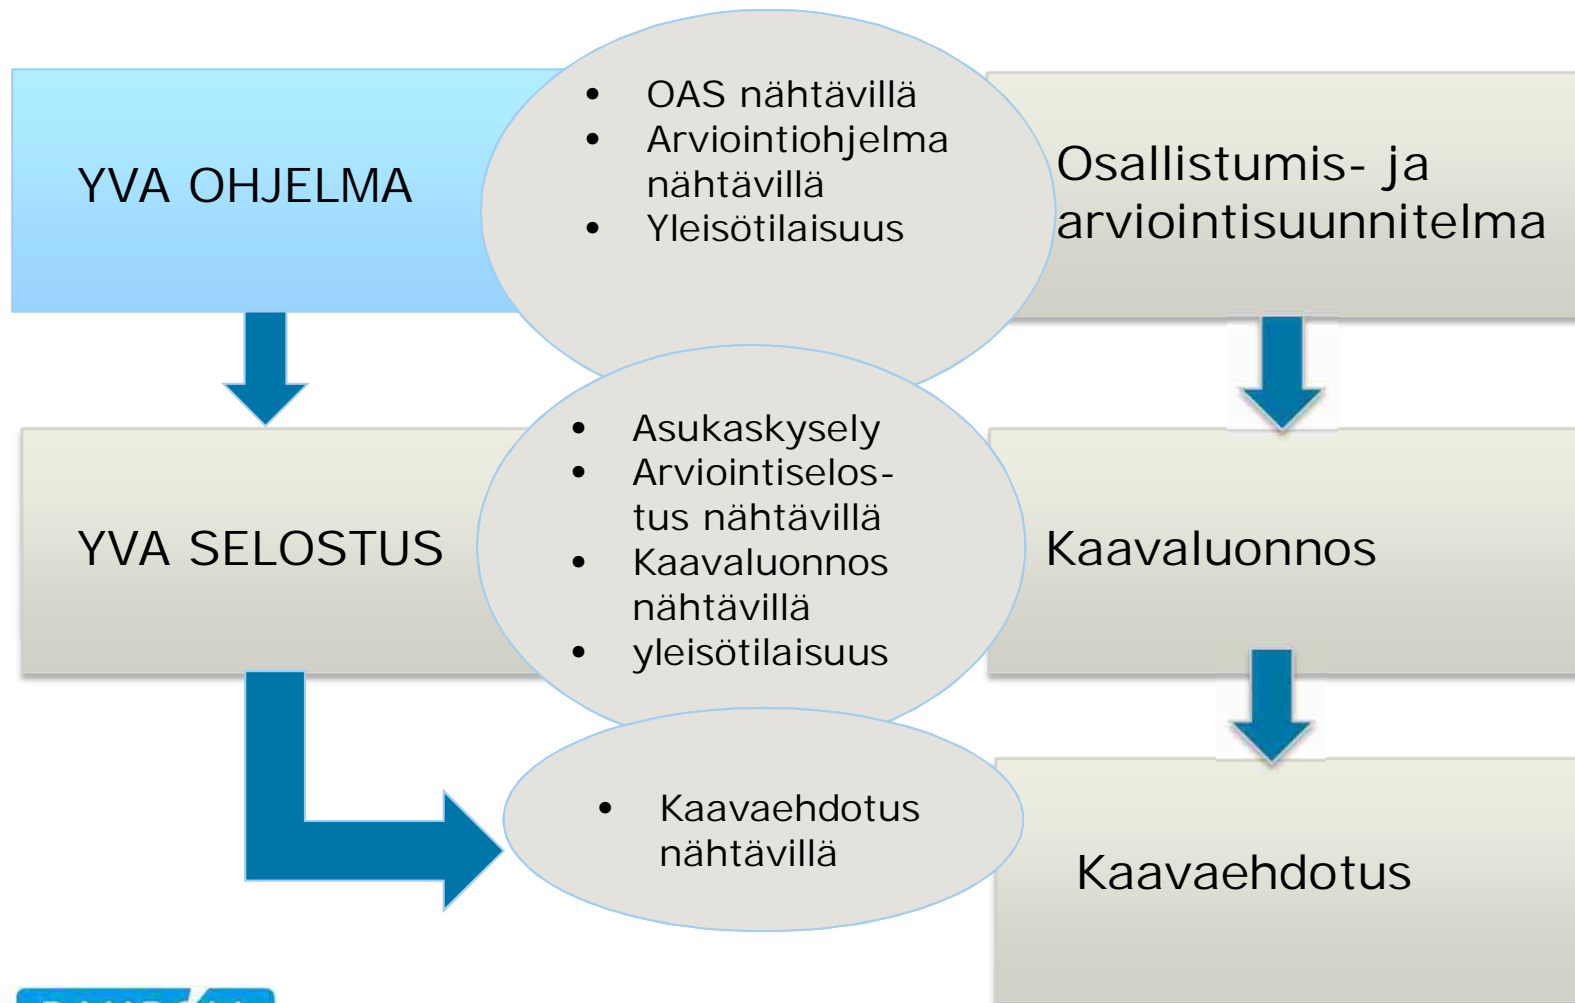 YVA OHJELMA
• OAS nähtävillä
• Arviointiohjelma
nähtävillä
• Yleisötilaisuus
Osallistumis- ja
arviointisuunnitelma
YVA SELOSTUS
• Asukaskysely
• Arviointiselos-
tus nähtävillä
• Kaavaluonnos
nähtävillä
• yleisötilaisuus
Kaavaluonnos
• Kaavaehdotus
nähtävillä
Kaavaehdotus